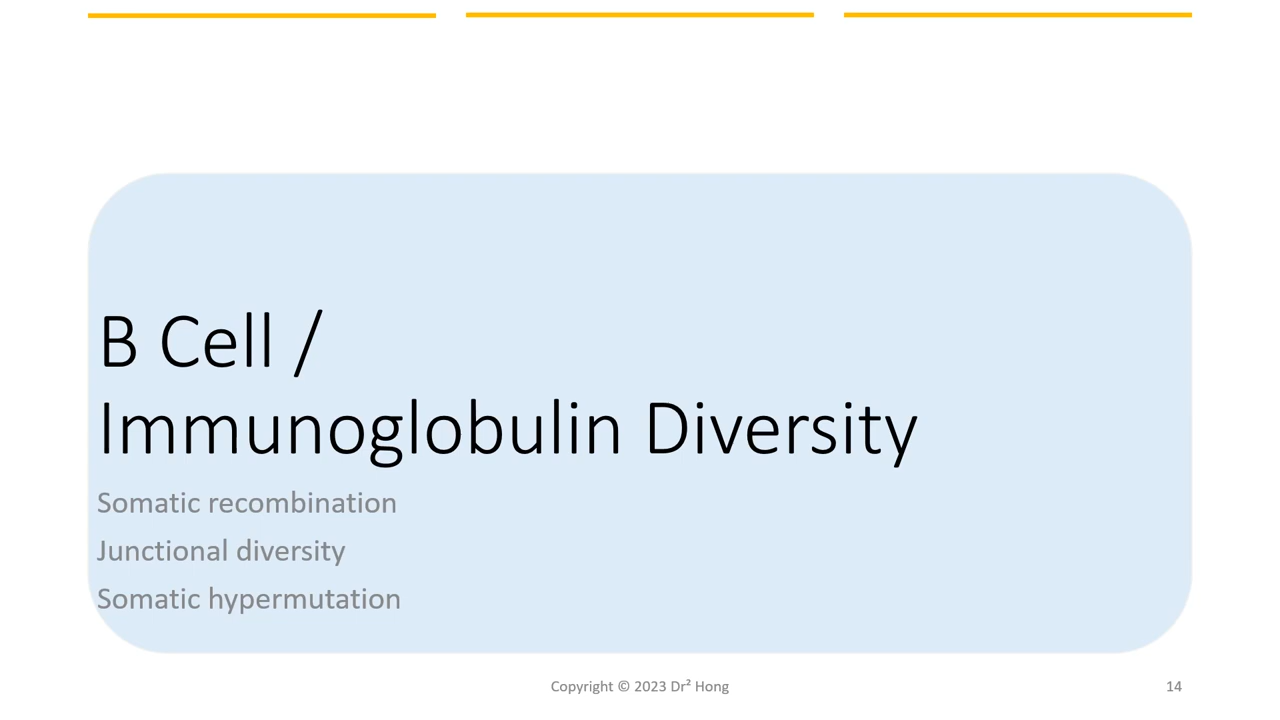 B Cell /
Immunoglobulin Diversity
Somatic recombination
Junctional diversity
Somatic hypermutation
Copyright © 2023 Dr² Hong
14